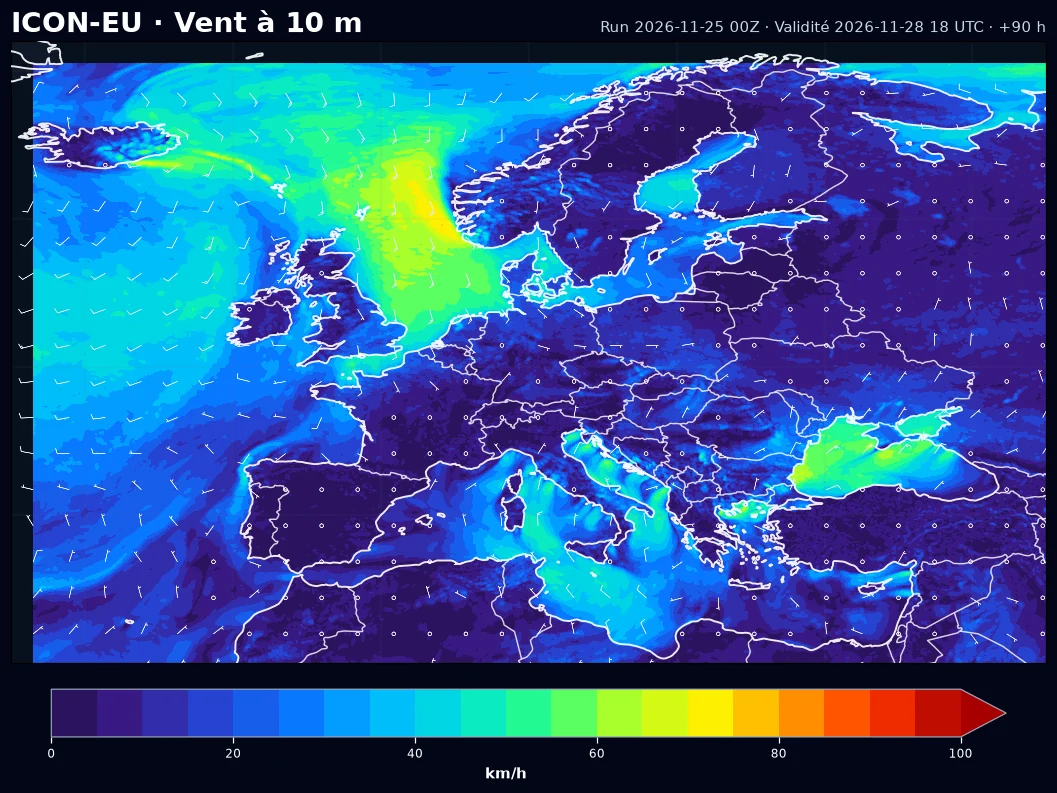 ICON-EU · Vent à 10 m
Run 2026-11-25 00Z · Validité 2026-11-28 18 UTC · +90 h
0 20 40 60 80 100
km/h